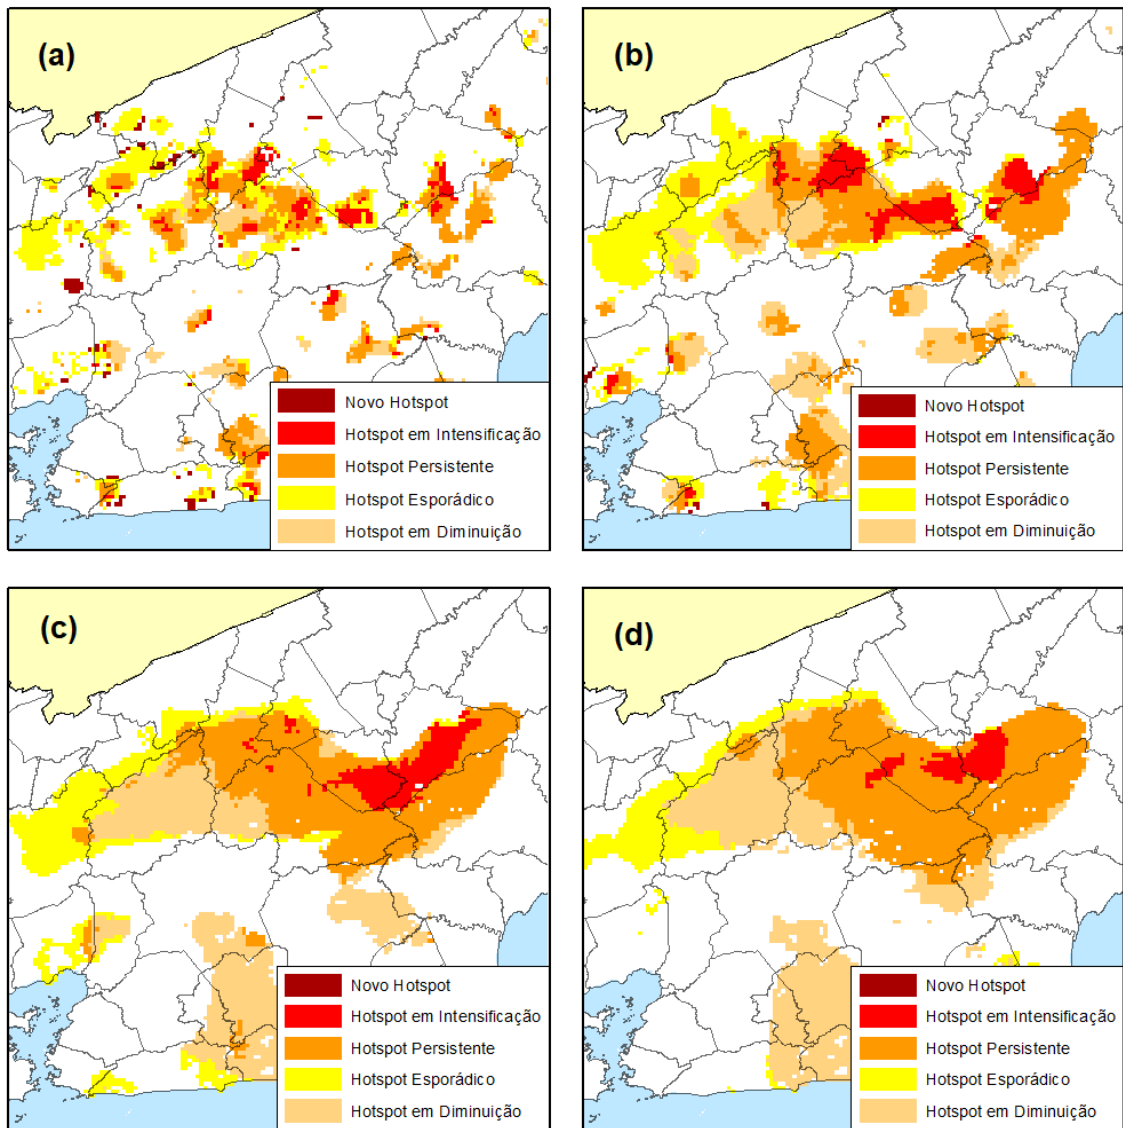 (a)
Novo Hotspot
Hotspot em Intensificação
Hotspot Persistente
Hotspot Esporádico
Hotspot em Diminuição
(b)
Novo Hotspot
Hotspot em Intensificação
Hotspot Persistente
Hotspot Esporádico
Hotspot em Diminuição
(c)
Novo Hotspot
Hotspot em Intensificação
Hotspot Persistente
Hotspot Esporádico
Hotspot em Diminuição
(d)
Novo Hotspot
Hotspot em Intensificação
Hotspot Persistente
Hotspot Esporádico
Hotspot em Diminuição